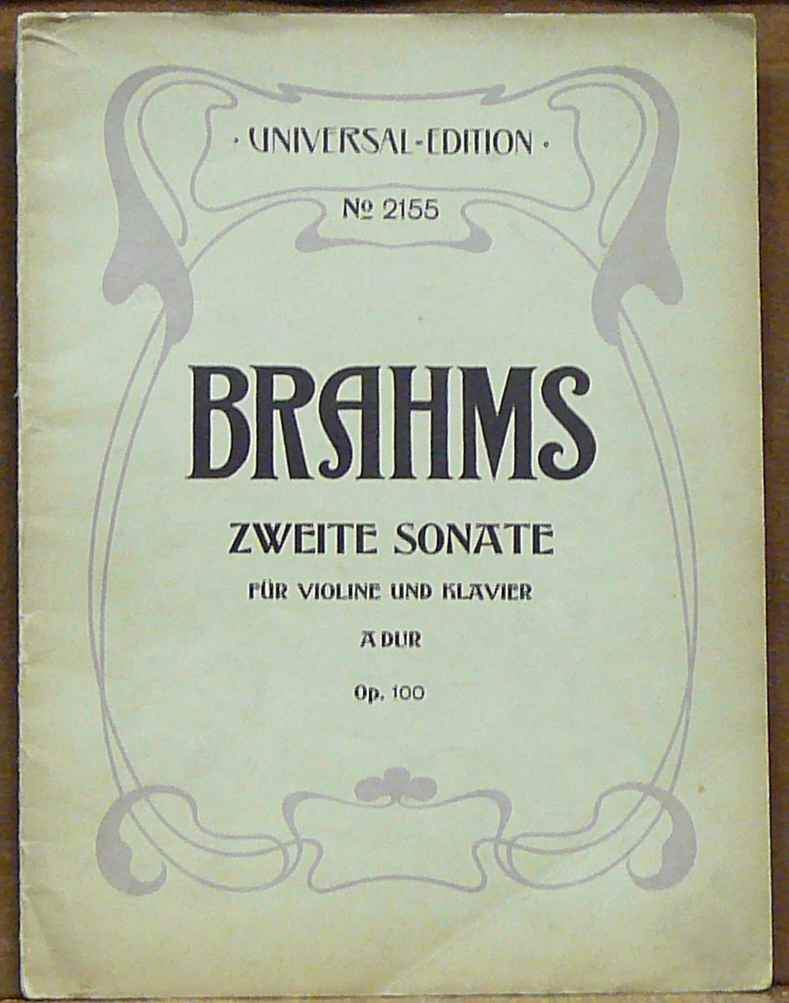 · UNIVERSAL-EDITION ·
Nº 2155
BRAHMS
ZWEITE SONATE
FÜR VIOLINE UND KLAVIER
A DUR
Op. 100